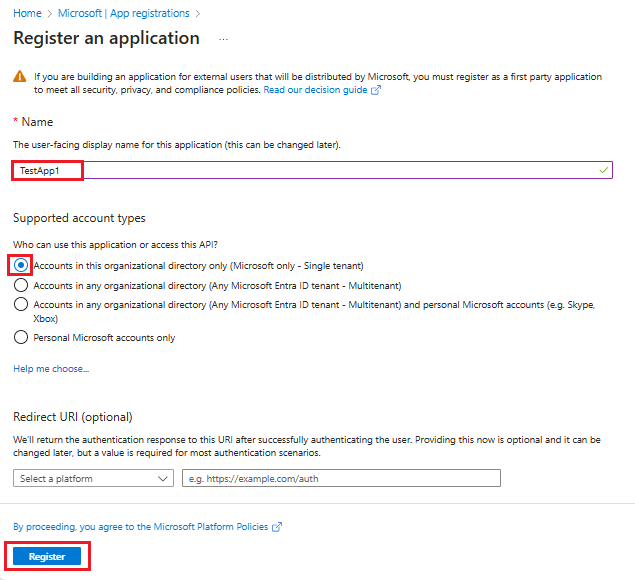 Home > Microsoft | App registrations >
Register an application ...
If you are building an application for external users that will be distributed by Microsoft, you must register as a first party application
to meet all security, privacy, and compliance policies. Read our decision guide
* Name
The user-facing display name for this application (this can be changed later).
TestApp1
Supported account types
Who can use this application or access this API?
Accounts in this organizational directory only (Microsoft only - Single tenant)
Accounts in any organizational directory (Any Microsoft Entra ID tenant - Multitenant)
Accounts in any organizational directory (Any Microsoft Entra ID tenant - Multitenant) and personal Microsoft accounts (e.g. Skype,
Xbox)
Personal Microsoft accounts only
Help me choose...
Redirect URI (optional)
We'll return the authentication response to this URI after successfully authenticating the user. Providing this now is optional and it can be
changed later, but a value is required for most authentication scenarios.
Select a platform e.g. https://example.com/auth
By proceeding, you agree to the Microsoft Platform Policies
Register